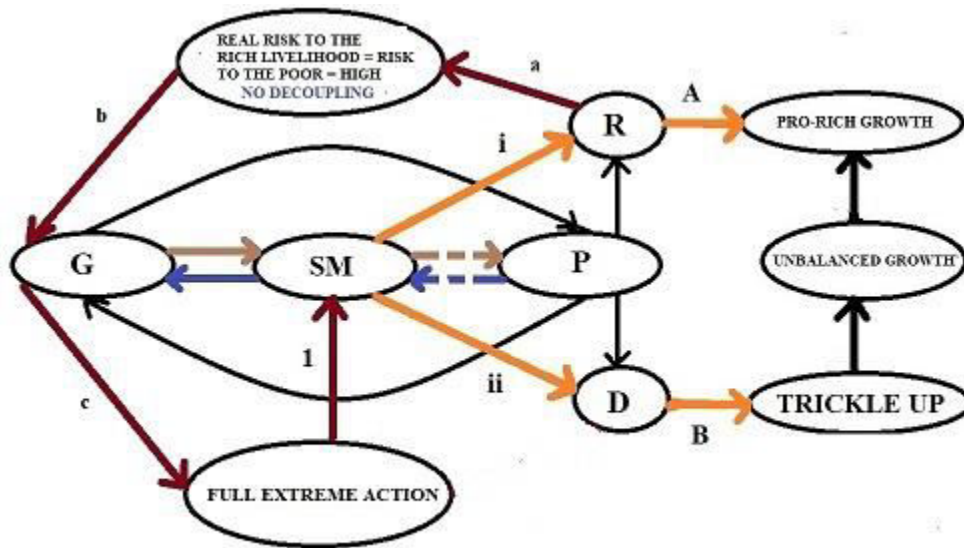 REAL RISK TO THE
RICH LIVELIHOOD = RISK
TO THE POOR = HIGH
NO DECOUPLING
a
A
R
PRO-RICH GROWTH
b
i
G
SM
P
UNBALANCED GROWTH
1
ii
c
D
B
TRICKLE UP
FULL EXTREME ACTION